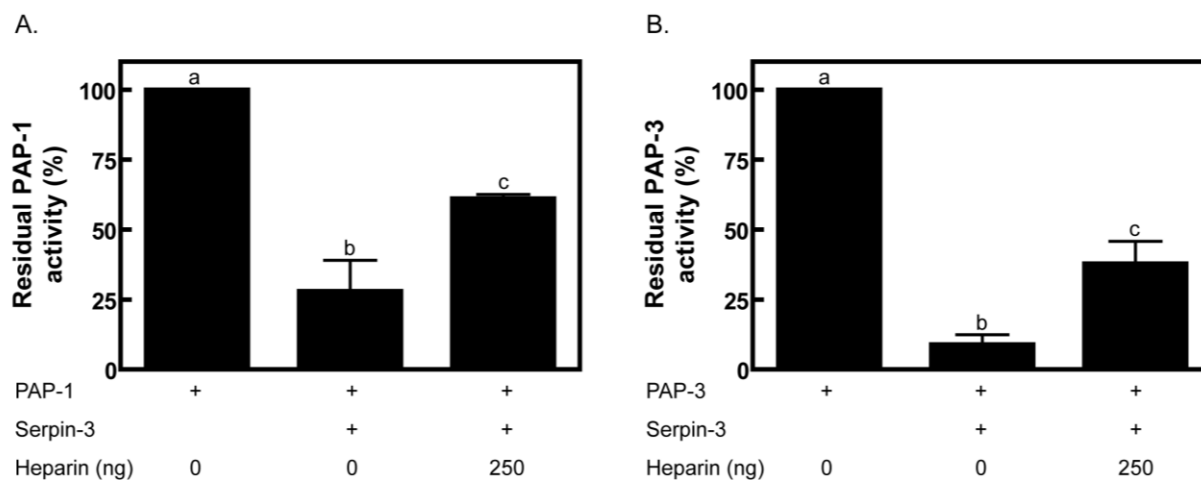 A.
Residual PAP-1
activity (%)
100
75
50
25
0
a
b
c
PAP-1 + + +
Serpin-3 + +
Heparin (ng) 0 0 250
B.
Residual PAP-3
activity (%)
100
75
50
25
0
a
b
c
PAP-3 + + +
Serpin-3 + +
Heparin (ng) 0 0 250